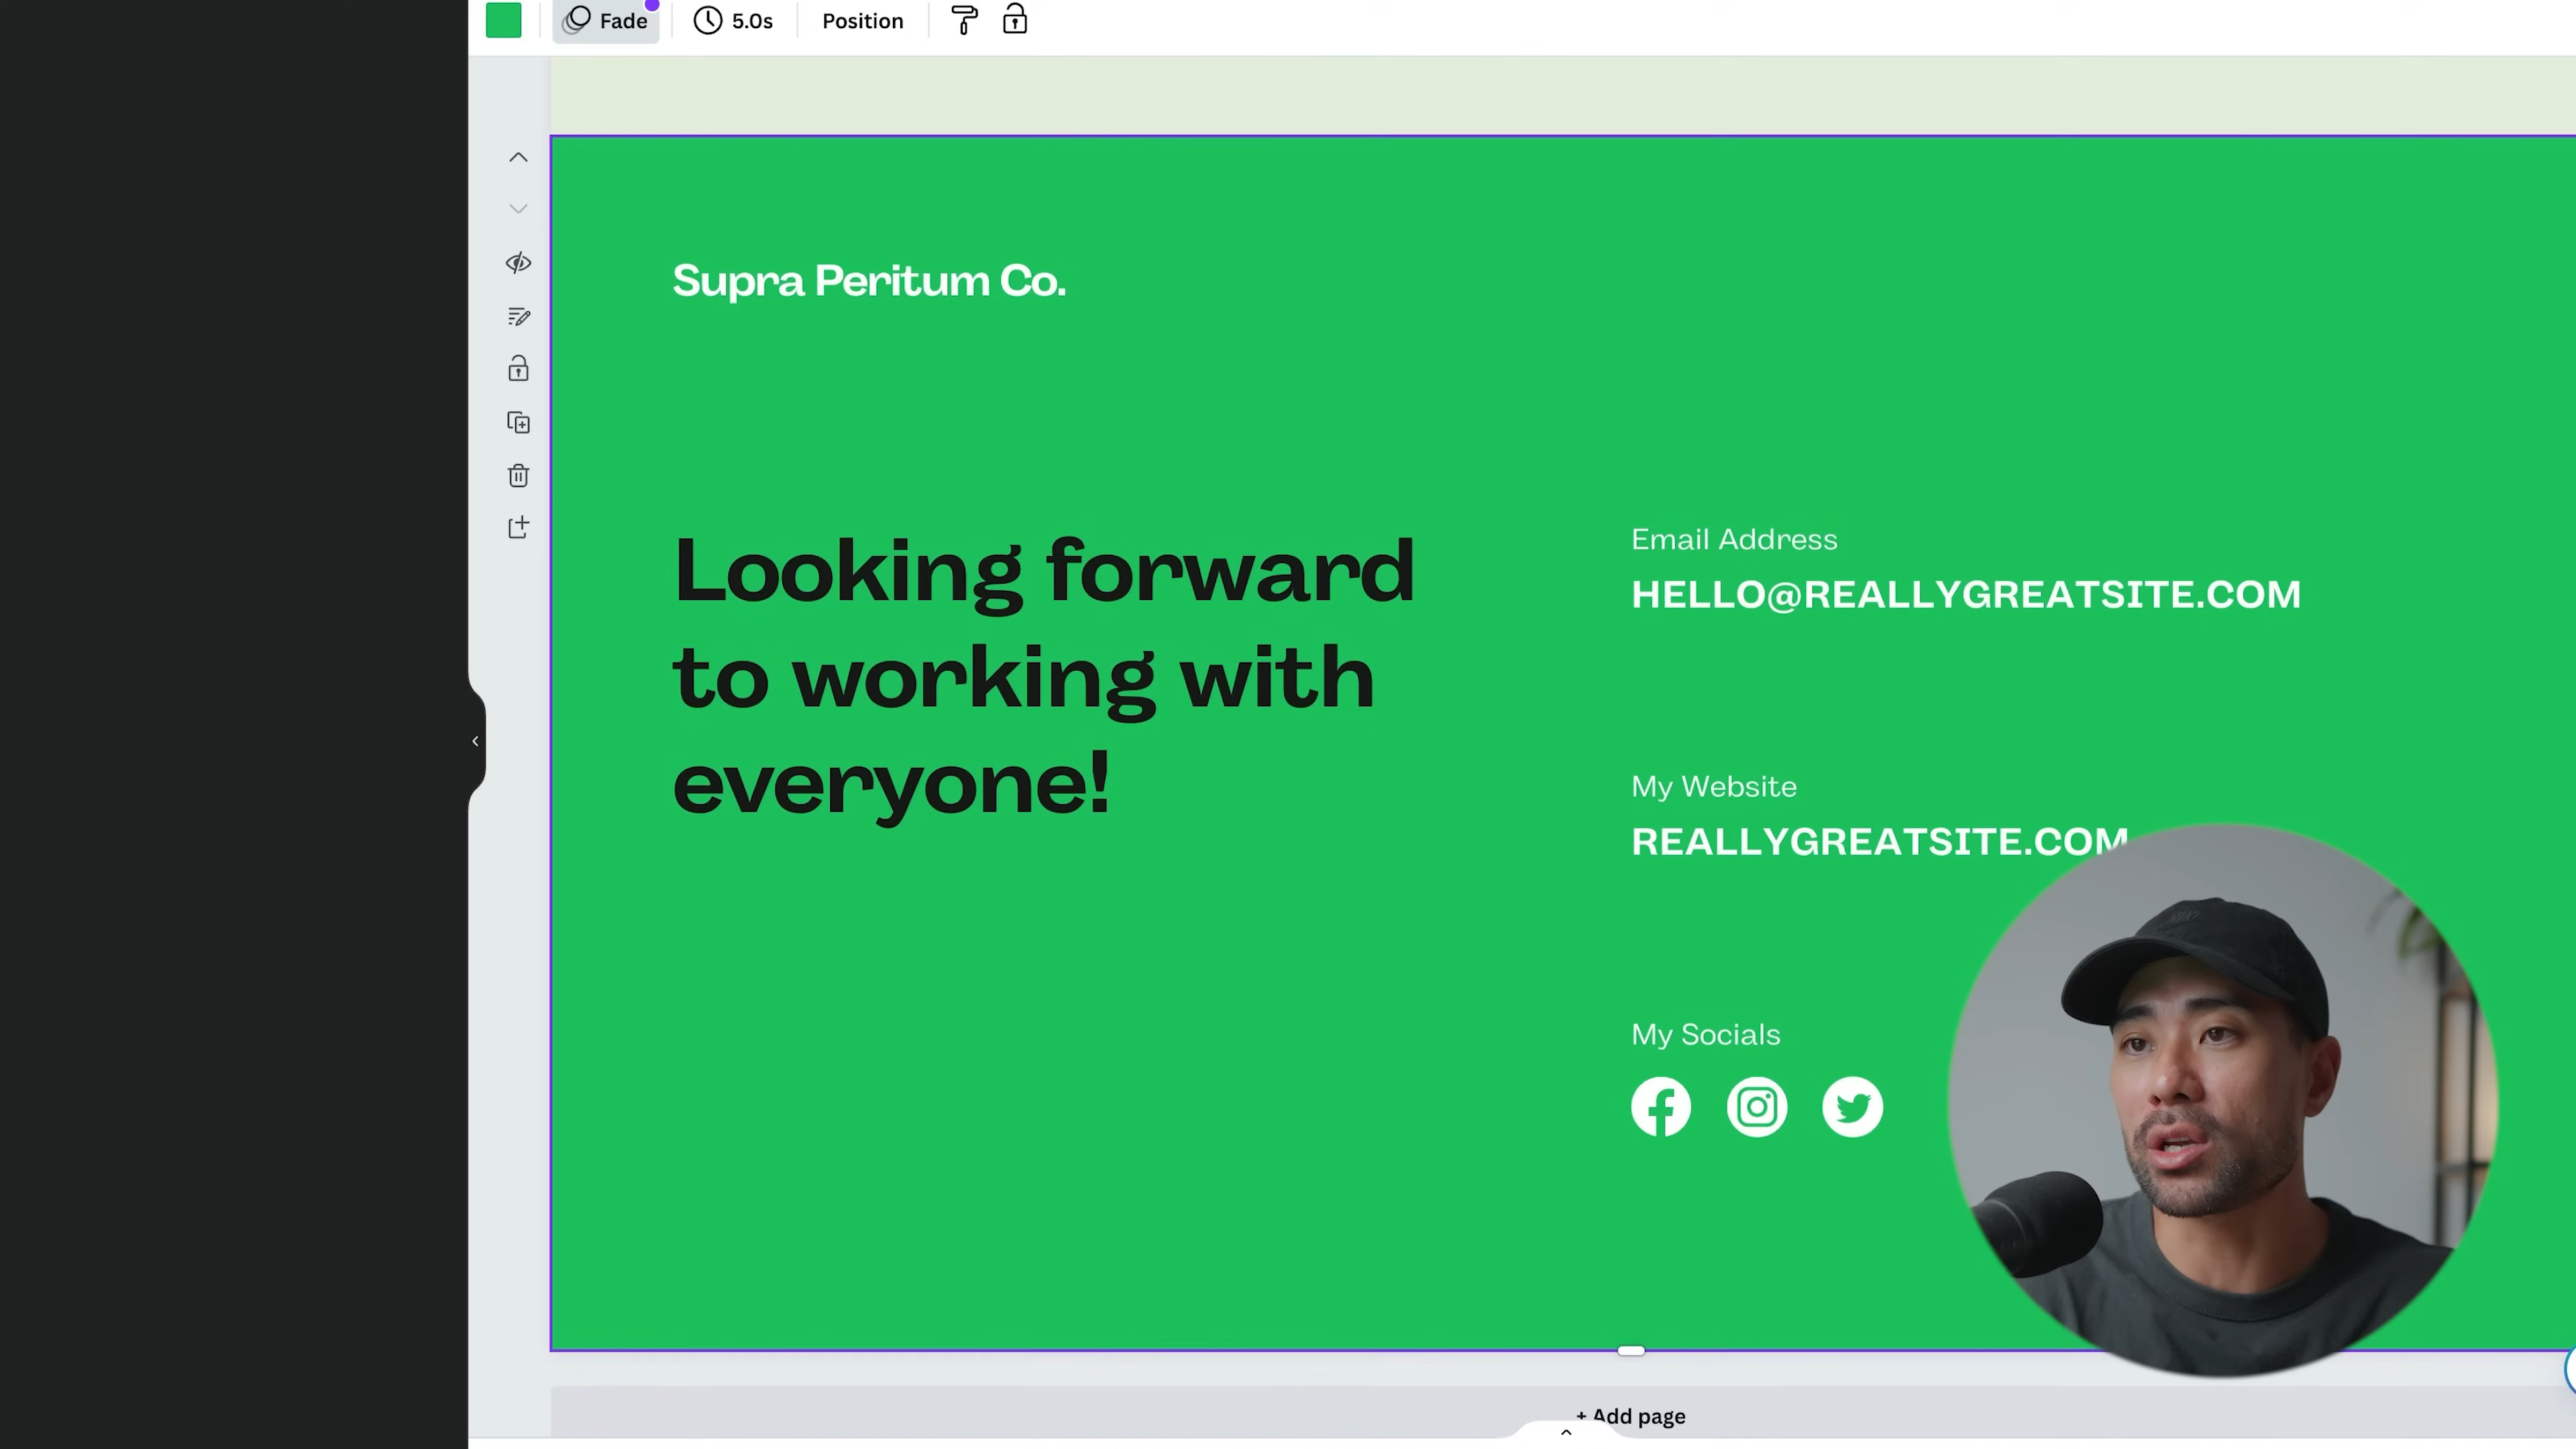 Fade
5.0s
Position
Supra Peritum Co.
Looking forward
to working with
everyone!
Email Address
HELLO@REALLYGREATSITE.COM
My Website
REALLYGREATSITE.COM
My Socials
+ Add page